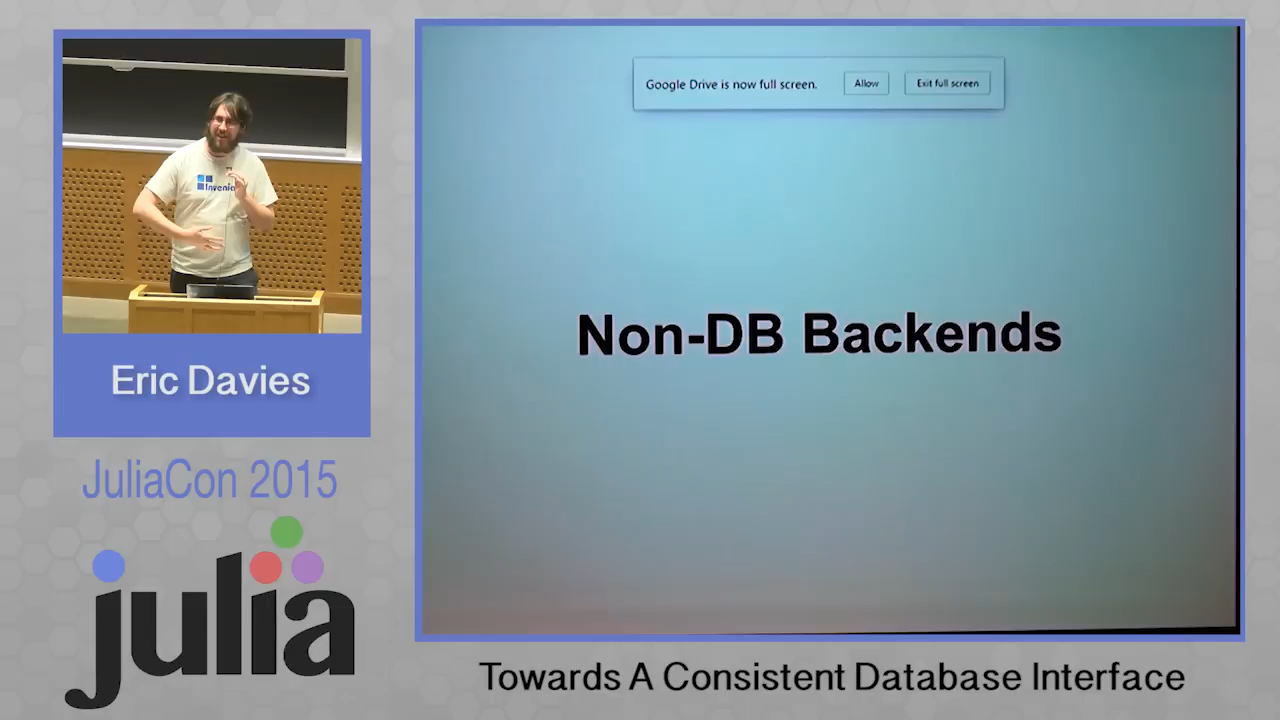 Google Drive is now full screen.
Allow
Exit full screen
Invenia
Non-DB Backends
Eric Davies
JuliaCon 2015
julia
Towards A Consistent Database Interface